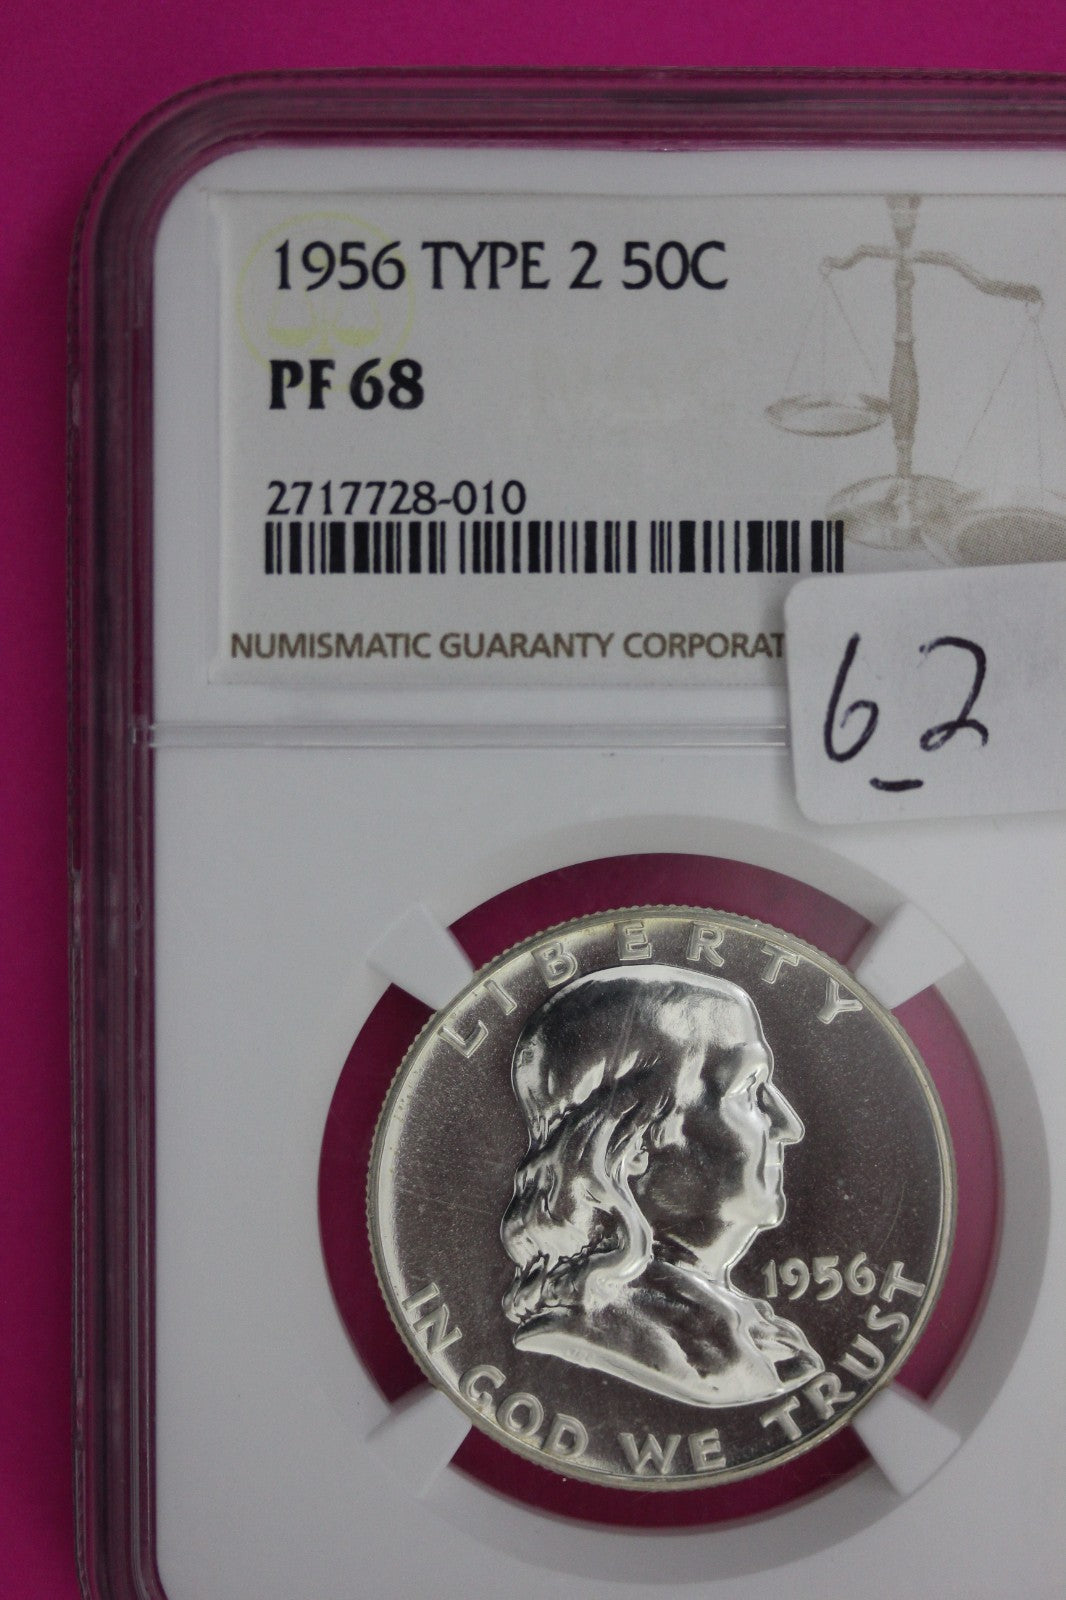 1956 TYPE 2 50C
PF 68
2717728-010
NUMISMATIC GUARANTY CORPORAT
62
LIBERTY
1956
IN GOD WE TRUST